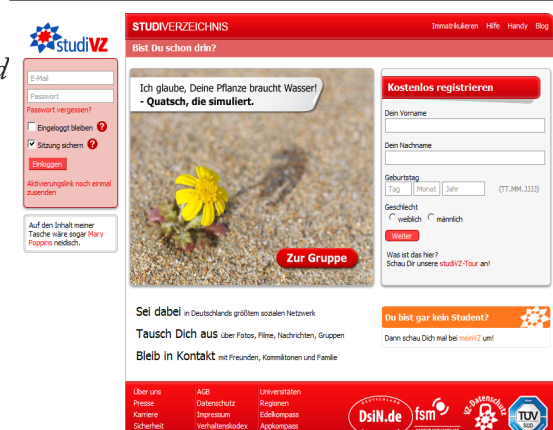 d
studiVZ
E-Mail
Passwort
Passwort vergessen?
Eingeloggt bleiben ?
Sitzung sichern ?
Einloggen
Aktivierungslink noch einmal
zusenden
Auf den Inhalt meiner
Tasche wäre sogar Mary
Poppins neidisch.
STUDIVERZEICHNIS
Immatrikulieren Hilfe Handy Blog
Bist Du schon drin?
Ich glaube, Deine Pflanze braucht Wasser!
- Quatsch, die simuliert.
Zur Gruppe
Kostenlos registrieren
Dein Vorname
Dein Nachname
Geburtstag
Tag Monat Jahr (TT.MM.JJJJ)
Geschlecht
weiblich männlich
Weiter
Was ist das hier?
Schau Dir unsere studiVZ-Tour an!
Sei dabei in Deutschlands größtem sozialen Netzwerk
Tausch Dich aus über Fotos, Filme, Nachrichten, Gruppen
Bleib in Kontakt mit Freunden, Kommilitonen und Familie
Du bist gar kein Student?
Dann schau Dich mal bei meinVZ um!
Über uns AGB Universitäten
Presse Datenschutz Regionen
Karriere Impressum Edelkompass
Sicherheit Verhaltenskodex Appkompass
DEUTSCHLAND
DsiN.de
fsm
VZ-Datenschutz
TÜV
SÜD